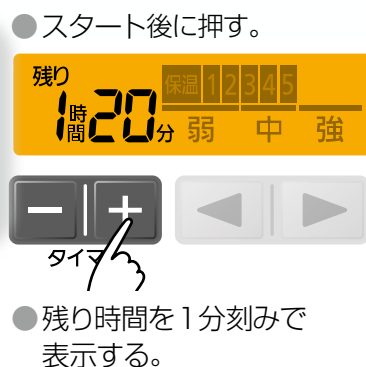 ● スタート後に押す。
残り
保温 1 2 3 4 5
1時間20分 弱 中 強
− ＋ ◀ ▶
タイマ
● 残り時間を1分刻みで
表示する。